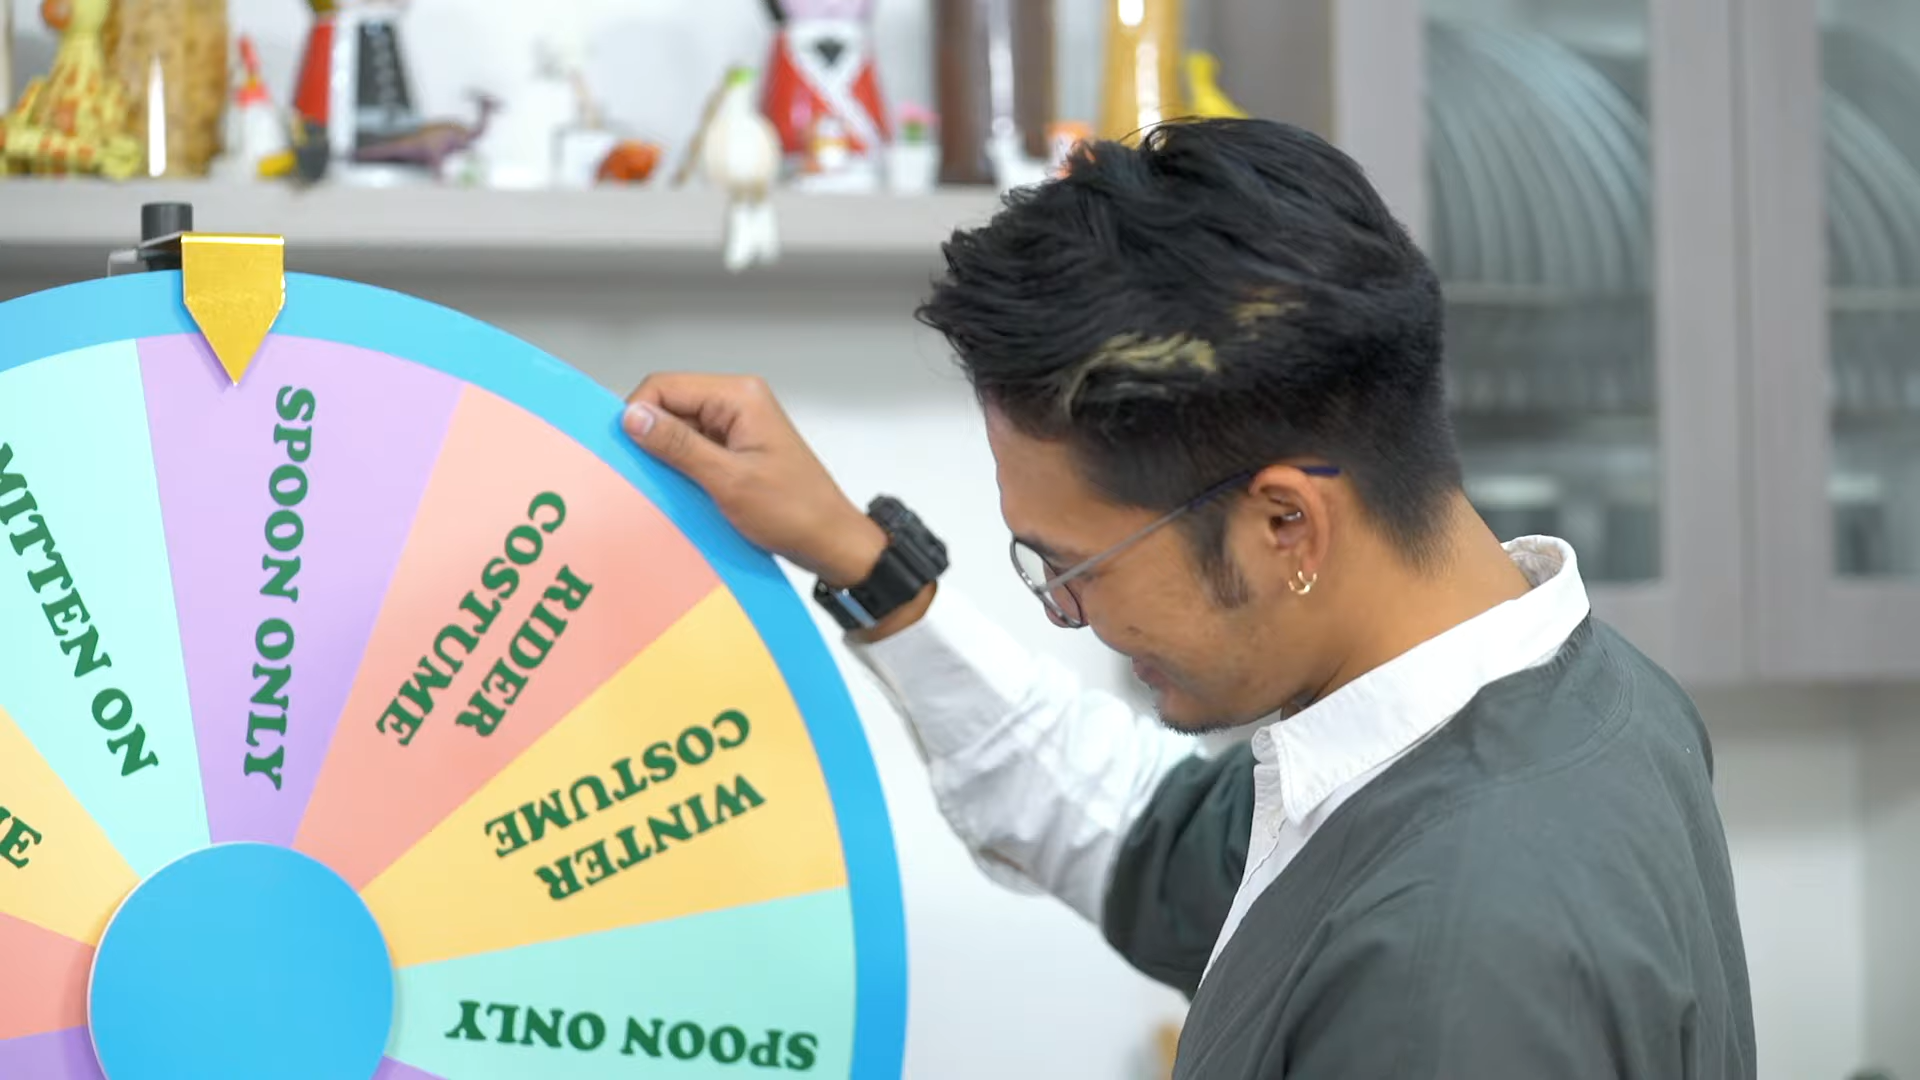 MITTEN ON
SPOON ONLY
RIDER
COSTUME
WINTER
COSTUME
SPOON ONLY